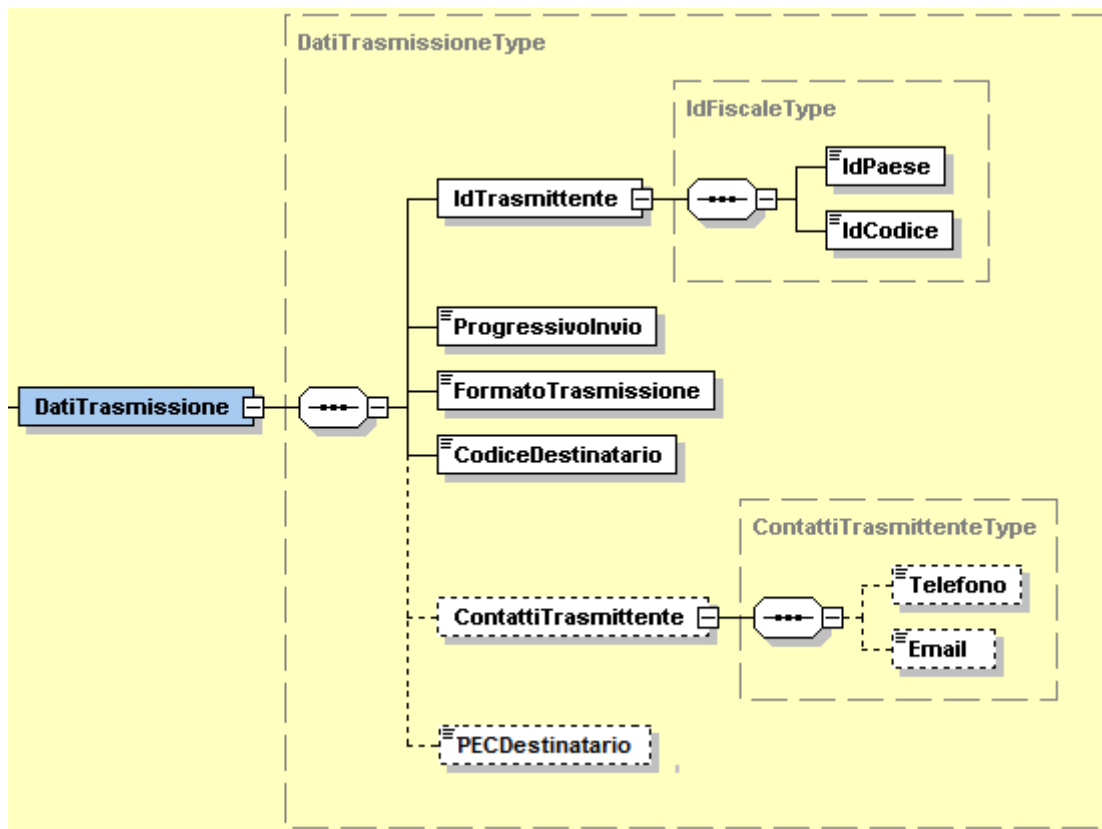 DatiTrasmissioneType
IdFiscaleType
IdPaese
IdTrasmittente
IdCodice
ProgressivoInvio
FormatoTrasmissione
DatiTrasmissione
CodiceDestinatario
ContattiTrasmittenteType
Telefono
ContattiTrasmittente
Email
PECDestinatario